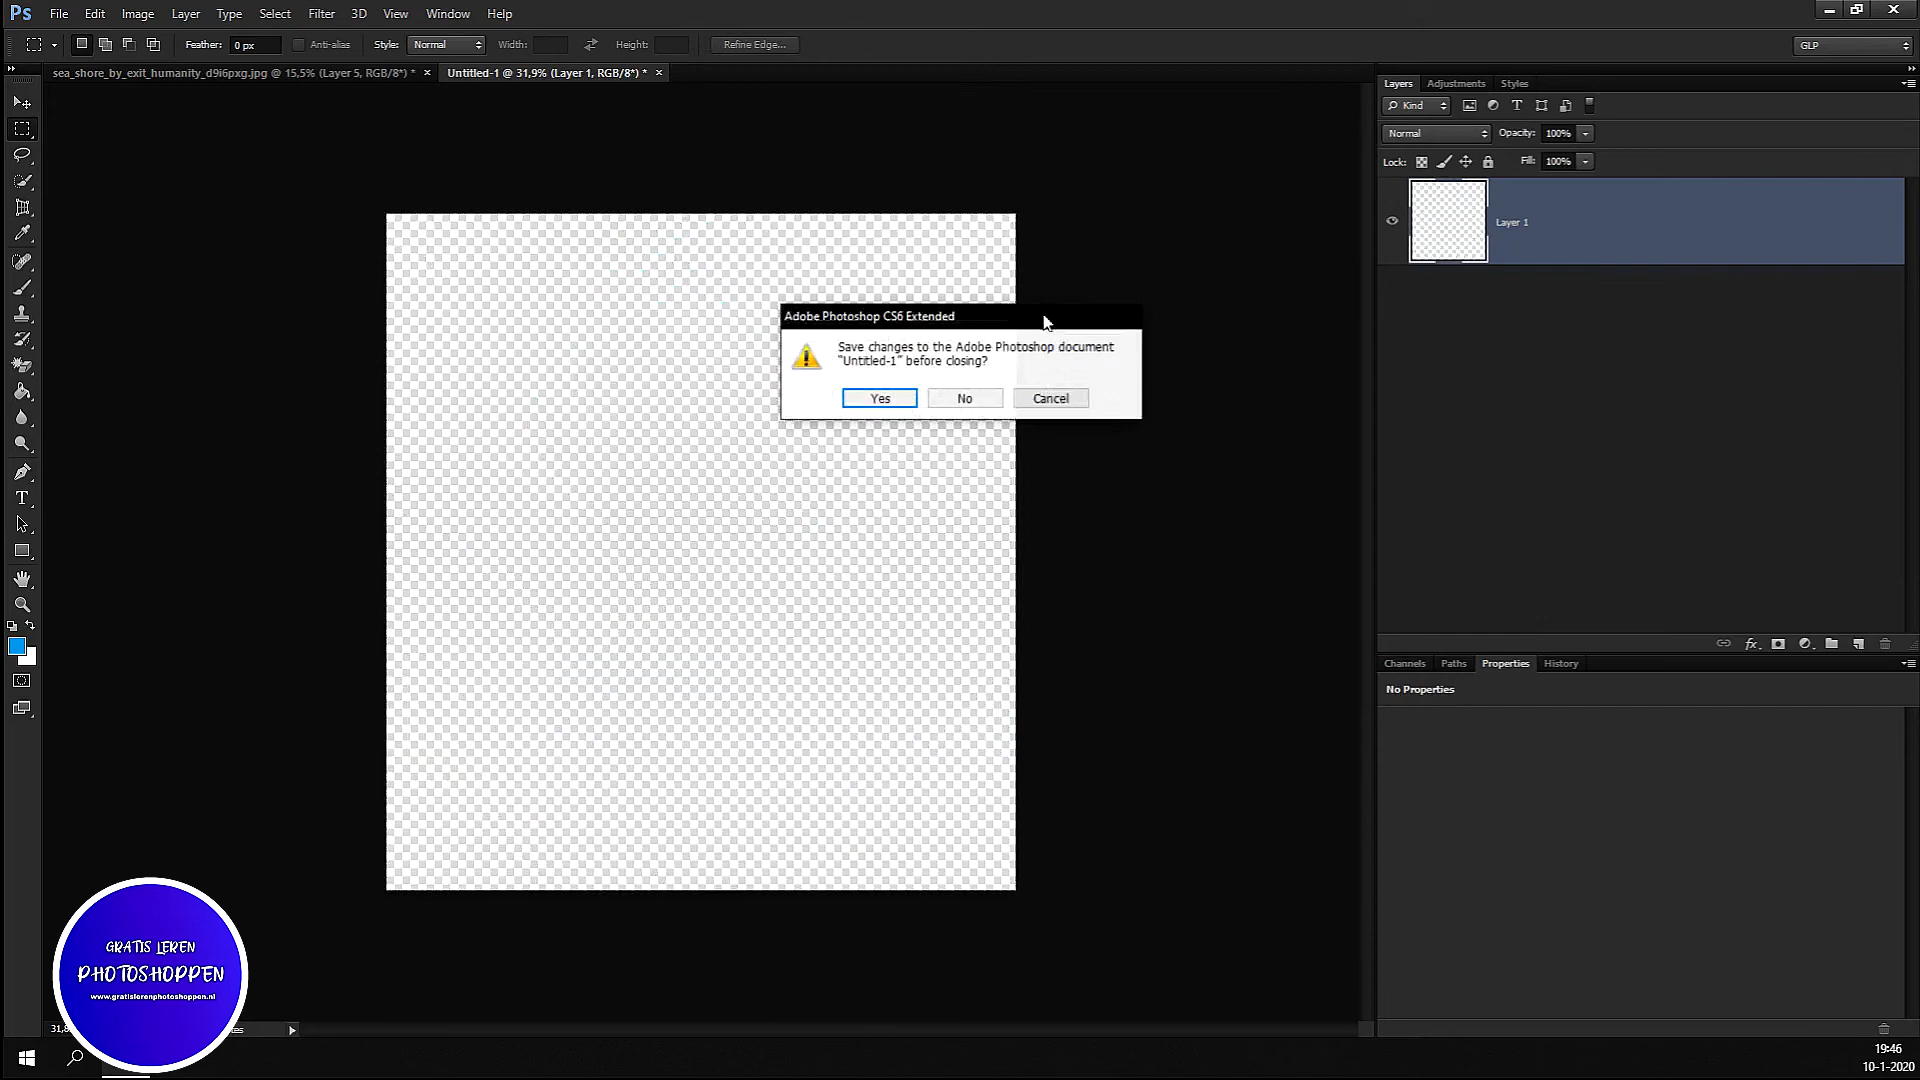 Ps File Edit Image Layer Type Select Filter 3D View Window Help
Feather: 0 px Anti-alias Style: Normal Width: Height: Refine Edge... GLP
sea_shore_by_exit_humanity_d9i6pxg.jpg @ 15,5% (Layer 5, RGB/8*) * × Untitled-1 @ 31,9% (Layer 1, RGB/8*) * ×
Layers Adjustments Styles
Kind
Normal Opacity: 100%
Lock: Fill: 100%
Layer 1
Adobe Photoshop CS6 Extended
Save changes to the Adobe Photoshop document
"Untitled-1" before closing?
Yes No Cancel
Channels Paths Properties History
No Properties
GRATIS LEREN
PHOTOSHOPPEN
www.gratislerenphotoshoppen.nl
19:46
10-1-2020